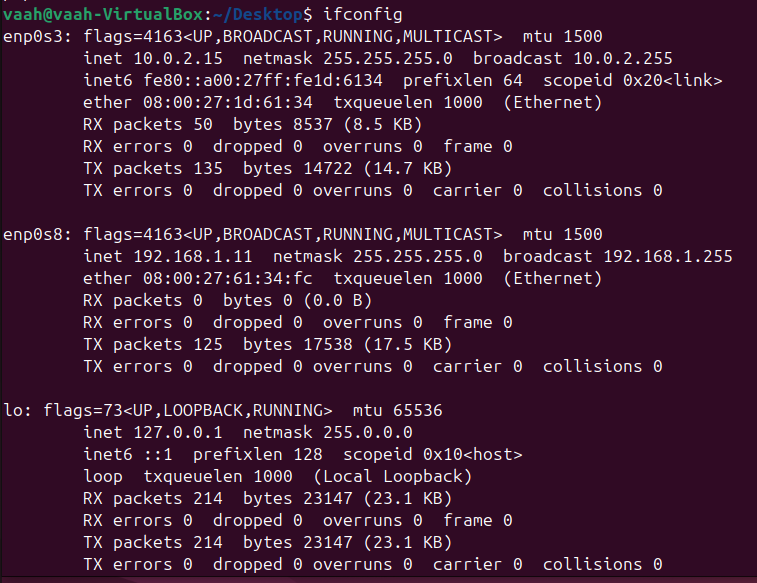 vaah@vaah-VirtualBox:~/Desktop$ ifconfig
enp0s3: flags=4163<UP,BROADCAST,RUNNING,MULTICAST>  mtu 1500
        inet 10.0.2.15  netmask 255.255.255.0  broadcast 10.0.2.255
        inet6 fe80::a00:27ff:fe1d:6134  prefixlen 64  scopeid 0x20<link>
        ether 08:00:27:1d:61:34  txqueuelen 1000  (Ethernet)
        RX packets 50  bytes 8537 (8.5 KB)
        RX errors 0  dropped 0  overruns 0  frame 0
        TX packets 135  bytes 14722 (14.7 KB)
        TX errors 0  dropped 0 overruns 0  carrier 0  collisions 0

enp0s8: flags=4163<UP,BROADCAST,RUNNING,MULTICAST>  mtu 1500
        inet 192.168.1.11  netmask 255.255.255.0  broadcast 192.168.1.255
        ether 08:00:27:61:34:fc  txqueuelen 1000  (Ethernet)
        RX packets 0  bytes 0 (0.0 B)
        RX errors 0  dropped 0  overruns 0  frame 0
        TX packets 125  bytes 17538 (17.5 KB)
        TX errors 0  dropped 0 overruns 0  carrier 0  collisions 0

lo: flags=73<UP,LOOPBACK,RUNNING>  mtu 65536
        inet 127.0.0.1  netmask 255.0.0.0
        inet6 ::1  prefixlen 128  scopeid 0x10<host>
        loop  txqueuelen 1000  (Local Loopback)
        RX packets 214  bytes 23147 (23.1 KB)
        RX errors 0  dropped 0  overruns 0  frame 0
        TX packets 214  bytes 23147 (23.1 KB)
        TX errors 0  dropped 0 overruns 0  carrier 0  collisions 0